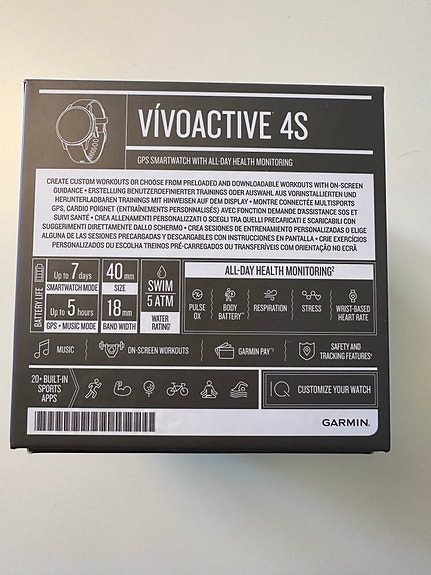 VÍVOACTIVE® 4S
GPS SMARTWATCH WITH ALL-DAY HEALTH MONITORING
CREATE CUSTOM WORKOUTS OR CHOOSE FROM PRELOADED AND DOWNLOADABLE WORKOUTS WITH ON-SCREEN
GUIDANCE • ERSTELLUNG BENUTZERDEFINIERTER TRAININGS ODER AUSWAHL AUS VORINSTALLIERTEN UND
HERUNTERLADBAREN TRAININGS MIT HINWEISEN AUF DEM DISPLAY • MONTRE CONNECTÉE MULTISPORTS
GPS, CARDIO POIGNET (ENTRAÎNEMENTS PERSONNALISÉS) AVEC FONCTION DEMANDE D'ASSISTANCE SOS ET
SUIVI SANTÉ • CREA ALLENAMENTI PERSONALIZZATI O SCEGLI TRA QUELLI PRECARICATI E SCARICABILI CON
SUGGERIMENTI DIRETTAMENTE DALLO SCHERMO • CREA SESIONES DE ENTRENAMIENTO PERSONALIZADAS O ELIGE
ALGUNA DE LAS SESIONES PRECARGADAS Y DESCARGABLES CON INSTRUCCIONES EN PANTALLA • CRIE EXERCÍCIOS
PERSONALIZADOS OU ESCOLHA TREINOS PRÉ-CARREGADOS OU TRANSFERÍVEIS COM ORIENTAÇÃO NO ECRÃ
BATTERY LIFE
Up to 7 days
SMARTWATCH MODE
Up to 5 hours
GPS + MUSIC MODE
40 mm
SIZE
18 mm
BAND WIDTH
SWIM
5 ATM
WATER
RATING¹
ALL-DAY HEALTH MONITORING²
PULSE
OX
BODY
BATTERY™
RESPIRATION
STRESS
WRIST-BASED
HEART RATE
MUSIC
ON-SCREEN WORKOUTS
GARMIN PAY™³
SAFETY AND
TRACKING FEATURES⁴
20+ BUILT-IN
SPORTS
APPS
IQ
CUSTOMIZE YOUR WATCH
GARMIN.